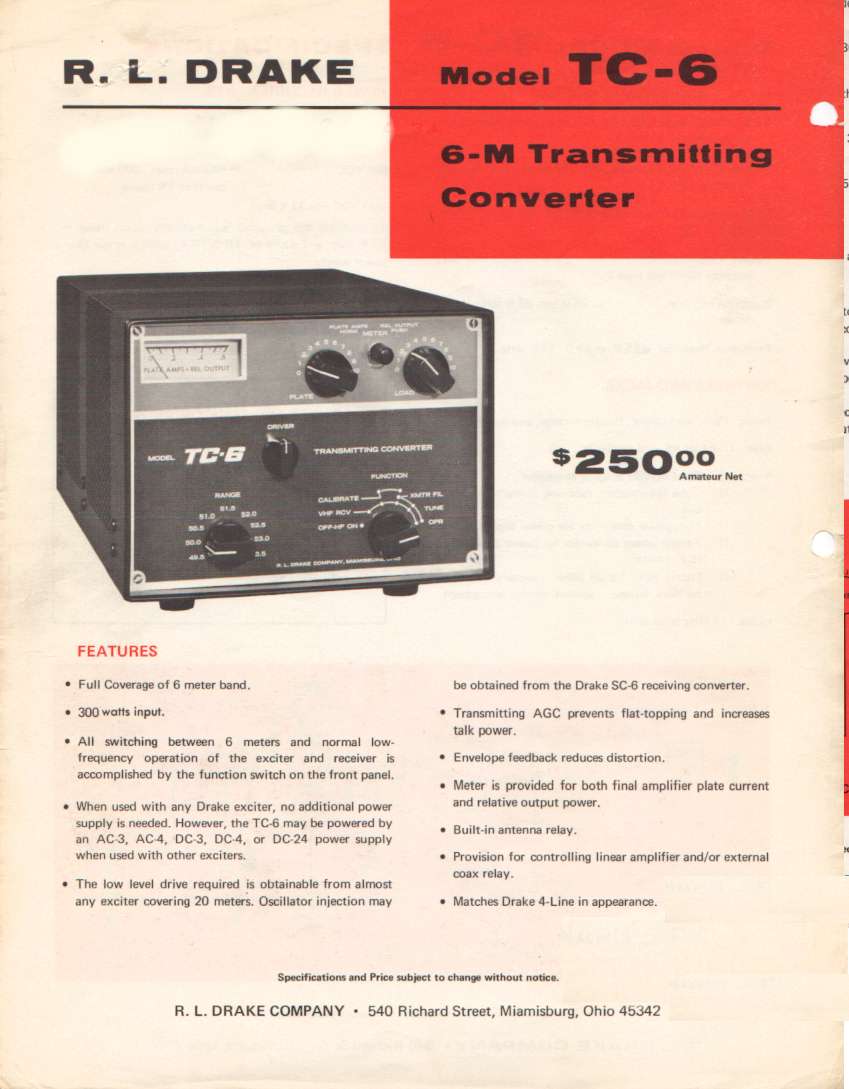 R. L. DRAKE
Model TC-6
6-M Transmitting
Converter
PLATE AMPS REL OUTPUT
NORM METER PUSH
PLATE AMPS • REL OUTPUT
PLATE
LOAD
DRIVER
MODEL TC-6
TRANSMITTING CONVERTER
FUNCTION
RANGE
CALIBRATE
XMTR FIL
VHF RCV
TUNE
OFF-HF ON
OPR
51.5
51.0 52.0
50.5 52.5
50.0 53.0
49.5
R. L. DRAKE COMPANY, MIAMISBURG, OHIO
$250.00
Amateur Net
FEATURES
• Full Coverage of 6 meter band.
• 300 watts input.
• All switching between 6 meters and normal low-
frequency operation of the exciter and receiver is
accomplished by the function switch on the front panel.
• When used with any Drake exciter, no additional power
supply is needed. However, the TC-6 may be powered by
an AC-3, AC-4, DC-3, DC-4, or DC-24 power supply
when used with other exciters.
• The low level drive required is obtainable from almost
any exciter covering 20 meters. Oscillator injection may
be obtained from the Drake SC-6 receiving converter.
• Transmitting AGC prevents flat-topping and increases
talk power.
• Envelope feedback reduces distortion.
• Meter is provided for both final amplifier plate current
and relative output power.
• Built-in antenna relay.
• Provision for controlling linear amplifier and/or external
coax relay.
• Matches Drake 4-Line in appearance.
Specifications and Price subject to change without notice.
R. L. DRAKE COMPANY • 540 Richard Street, Miamisburg, Ohio 45342